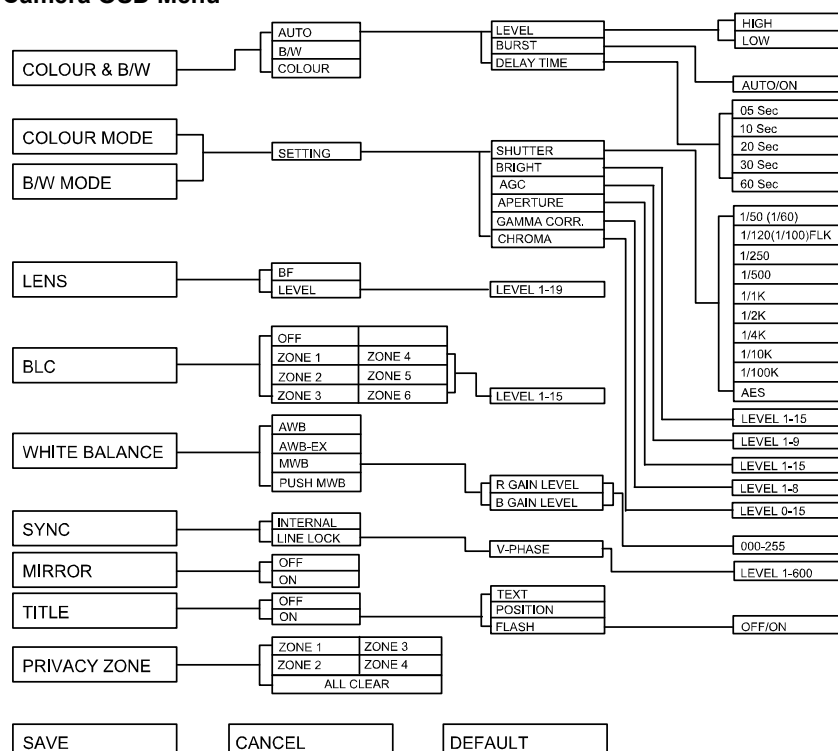 Camera OSD Menu
COLOUR & B/W
AUTO
B/W
COLOUR
LEVEL
BURST
DELAY TIME
HIGH
LOW
AUTO/ON
05 Sec
10 Sec
20 Sec
30 Sec
60 Sec
COLOUR MODE
B/W MODE
SETTING
SHUTTER
BRIGHT
AGC
APERTURE
GAMMA CORR.
CHROMA
1/50 (1/60)
1/120(1/100)FLK
1/250
1/500
1/1K
1/2K
1/4K
1/10K
1/100K
AES
LEVEL 1-15
LEVEL 1-9
LEVEL 1-15
LEVEL 1-8
LEVEL 0-15
LENS
BF
LEVEL
LEVEL 1-19
BLC
OFF
ZONE 1 ZONE 4
ZONE 2 ZONE 5
ZONE 3 ZONE 6
LEVEL 1-15
WHITE BALANCE
AWB
AWB-EX
MWB
PUSH MWB
R GAIN LEVEL
B GAIN LEVEL
000-255
SYNC
INTERNAL
LINE LOCK
V-PHASE
LEVEL 1-600
MIRROR
OFF
ON
TITLE
OFF
ON
TEXT
POSITION
FLASH
OFF/ON
PRIVACY ZONE
ZONE 1 ZONE 3
ZONE 2 ZONE 4
ALL CLEAR
SAVE
CANCEL
DEFAULT